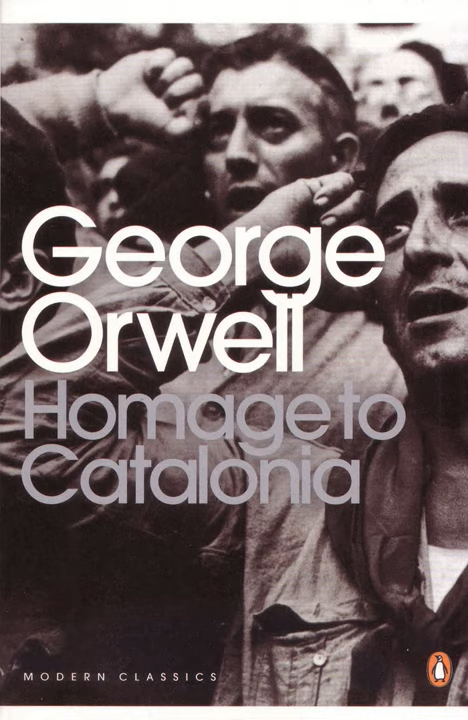 George
Orwell
Homage to
Catalonia
MODERN CLASSICS